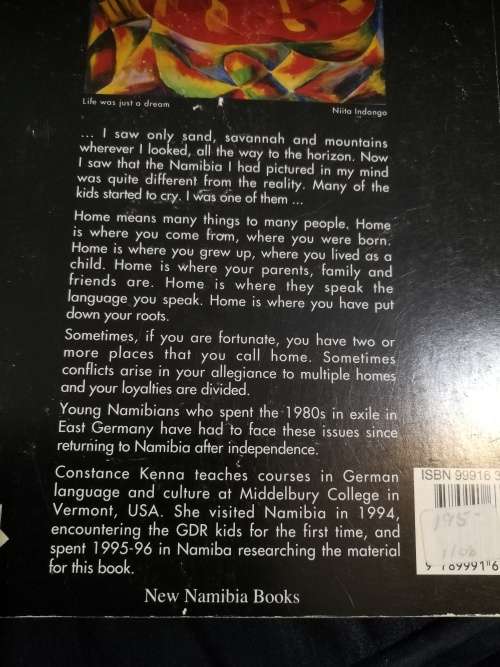 Life was just a dream
Niita Indongo
... I saw only sand, savannah and mountains
wherever I looked, all the way to the horizon. Now
I saw that the Namibia I had pictured in my mind
was quite different from the reality. Many of the
kids started to cry. I was one of them ...
Home means many things to many people. Home
is where you come from, where you were born.
Home is where you grew up, where you lived as a
child. Home is where your parents, family and
friends are. Home is where they speak the
language you speak. Home is where you have put
down your roots.
Sometimes, if you are fortunate, you have two or
more places that you call home. Sometimes
conflicts arise in your allegiance to multiple homes
and your loyalties are divided.
Young Namibians who spent the 1980s in exile in
East Germany have had to face these issues since
returning to Namibia after independence.
Constance Kenna teaches courses in German
language and culture at Middelbury College in
Vermont, USA. She visited Namibia in 1994,
encountering the GDR kids for the first time, and
spent 1995-96 in Namiba researching the material
for this book.
New Namibia Books
ISBN 99916 3